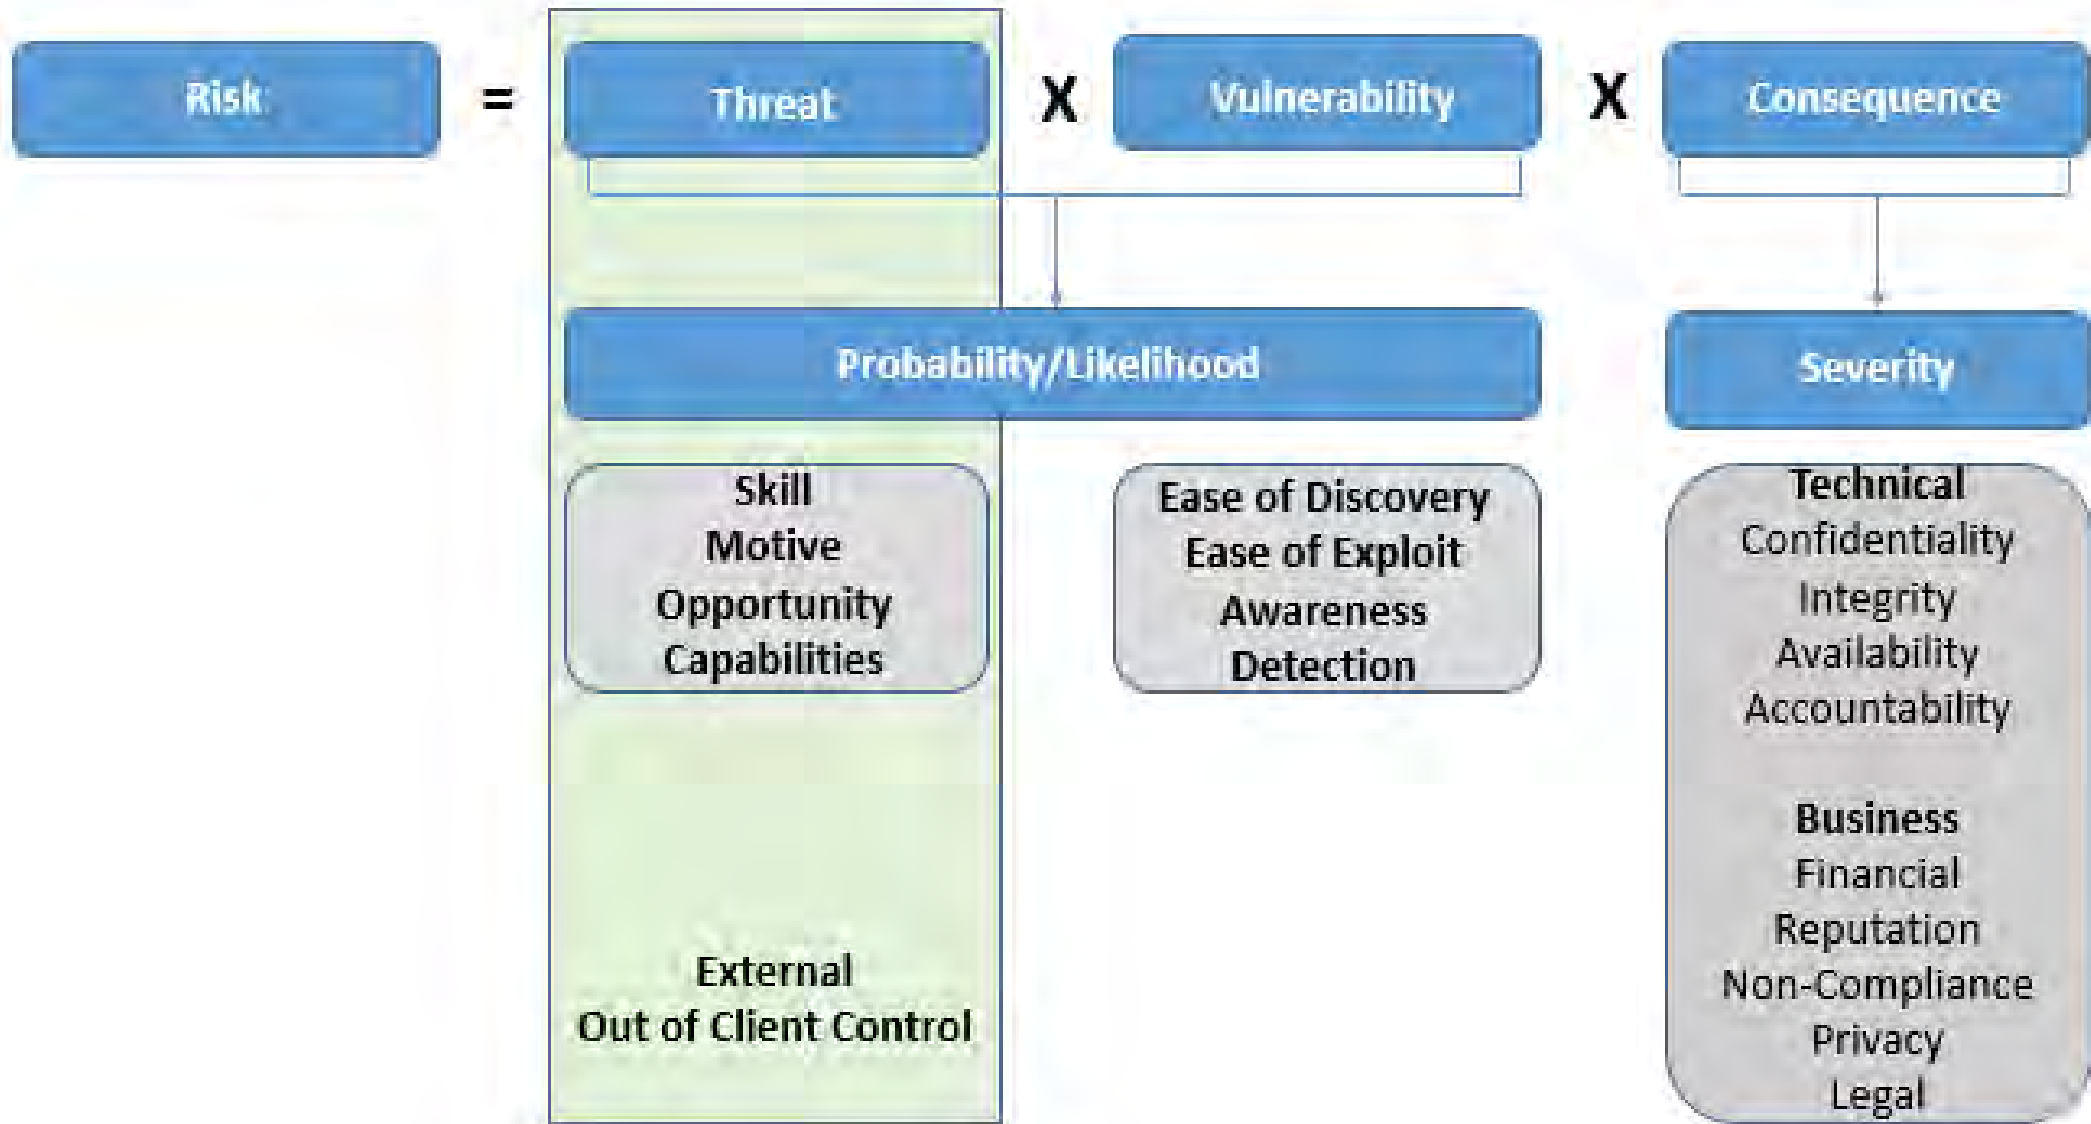 Risk = Threat X Vulnerability X Consequence
Probability/Likelihood
Severity
Skill
Motive
Opportunity
Capabilities
Ease of Discovery
Ease of Exploit
Awareness
Detection
Technical
Confidentiality
Integrity
Availability
Accountability
Business
Financial
Reputation
Non-Compliance
Privacy
Legal
External
Out of Client Control